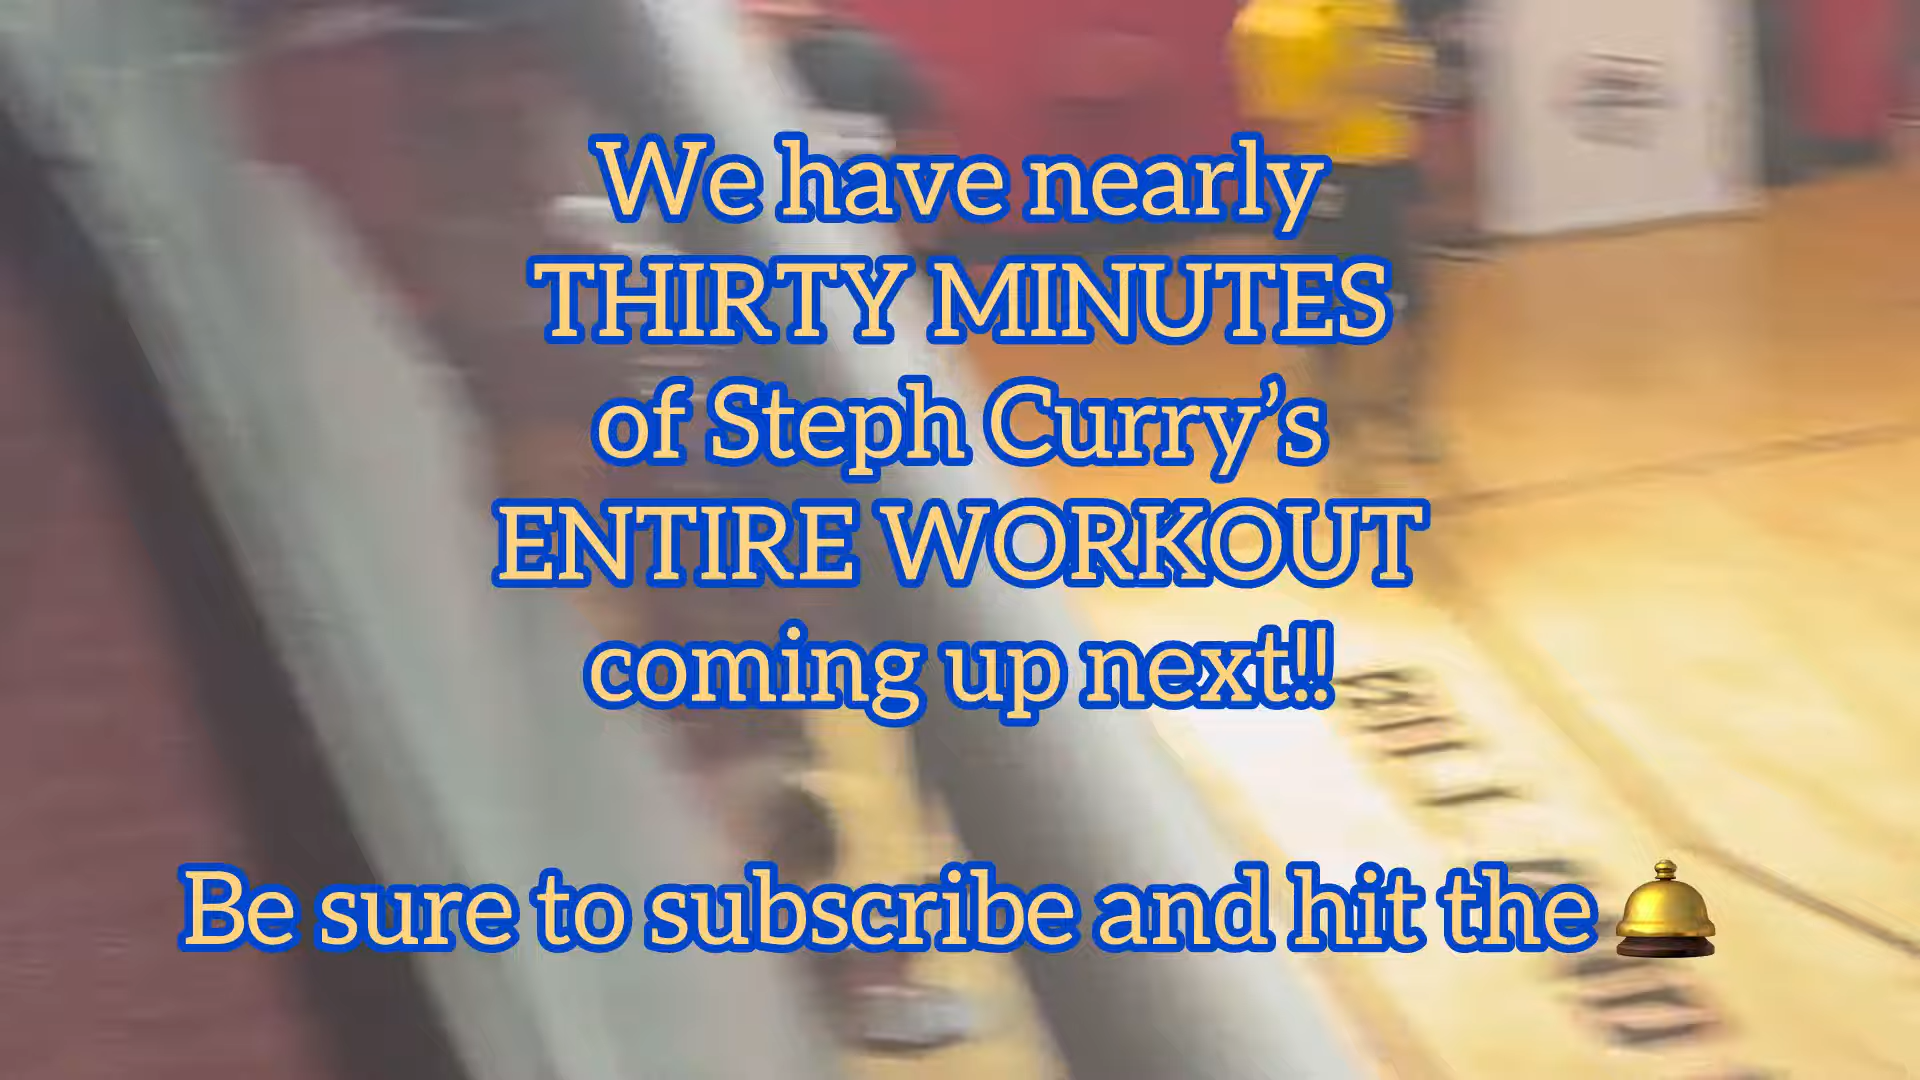 We have nearly
THIRTY MINUTES
of Steph Curry’s
ENTIRE WORKOUT
coming up next!!
Be sure to subscribe and hit the 🛎️